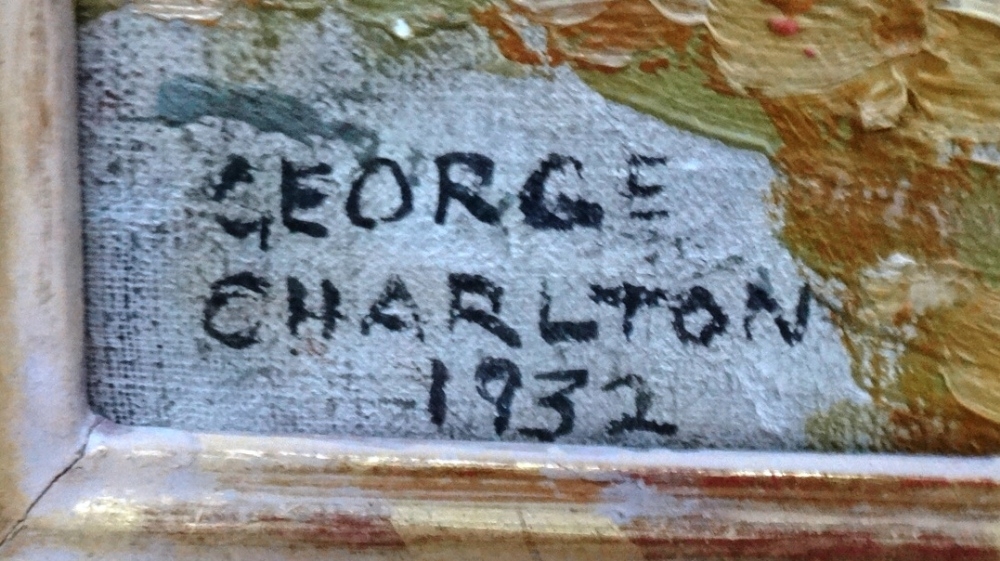 GEORGE
CHARLTON
1932